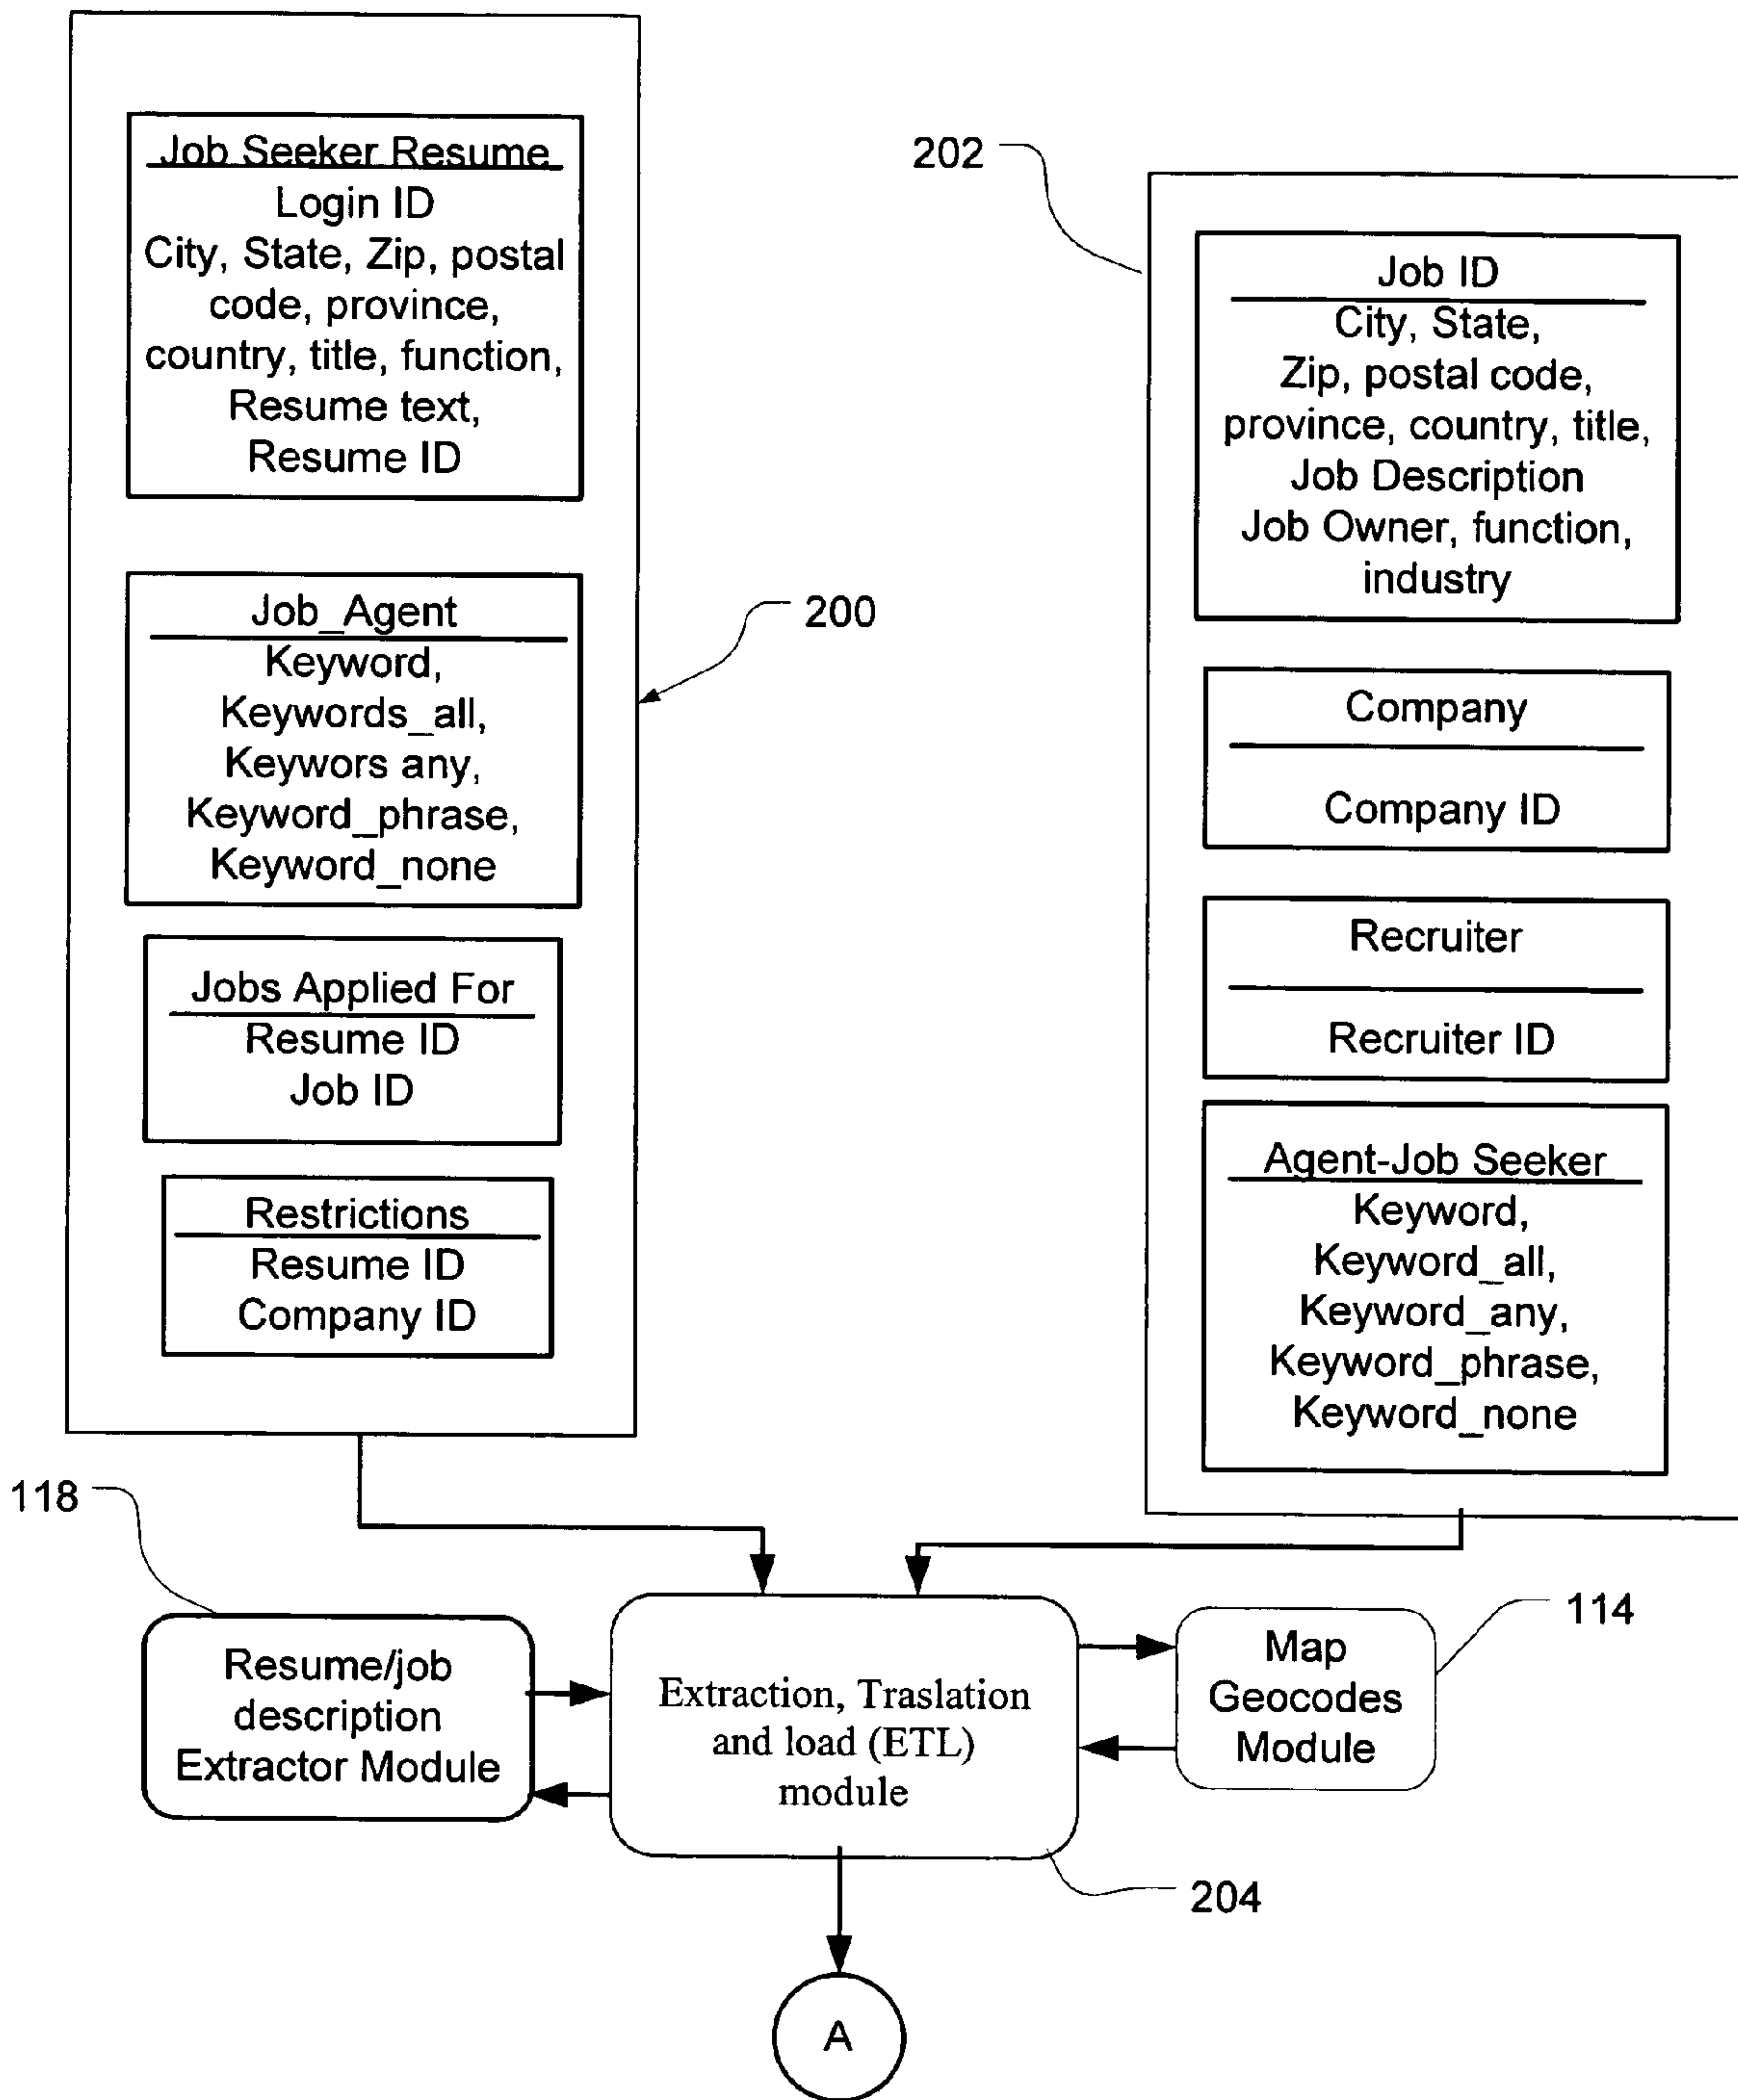 Job Seeker Resume
Login ID
City, State, Zip, postal
code, province,
country, title, function,
Resume text,
Resume ID
Job_Agent
Keyword,
Keywords_all,
Keywors any,
Keyword_phrase,
Keyword_none
Jobs Applied For
Resume ID
Job ID
Restrictions
Resume ID
Company ID
200
202
Job ID
City, State,
Zip, postal code,
province, country, title,
Job Description
Job Owner, function,
industry
Company
Company ID
Recruiter
Recruiter ID
Agent-Job Seeker
Keyword,
Keyword_all,
Keyword_any,
Keyword_phrase,
Keyword_none
118
Resume/job
description
Extractor Module
Extraction, Traslation
and load (ETL)
module
Map
Geocodes
Module
114
204
A